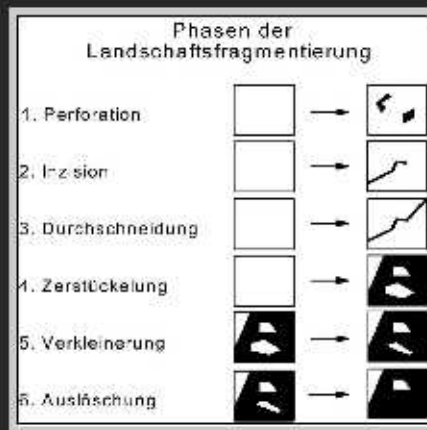 Phasen der
Landschaftsfragmentierung
1. Perforation
2. Inzision
3. Durchschneidung
4. Zerstückelung
5. Verkleinerung
6. Auslöschung